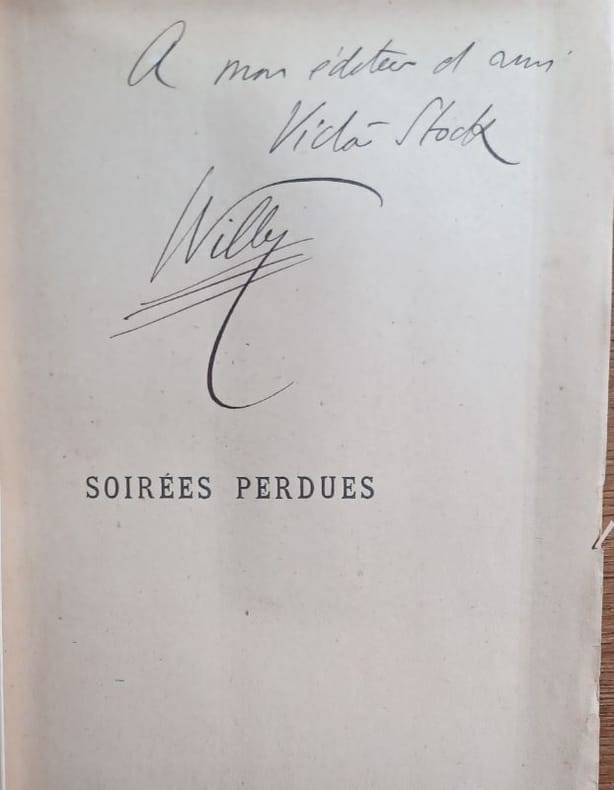 A mon éditeur et ami
Victor Stock
Willy
SOIRÉES PERDUES